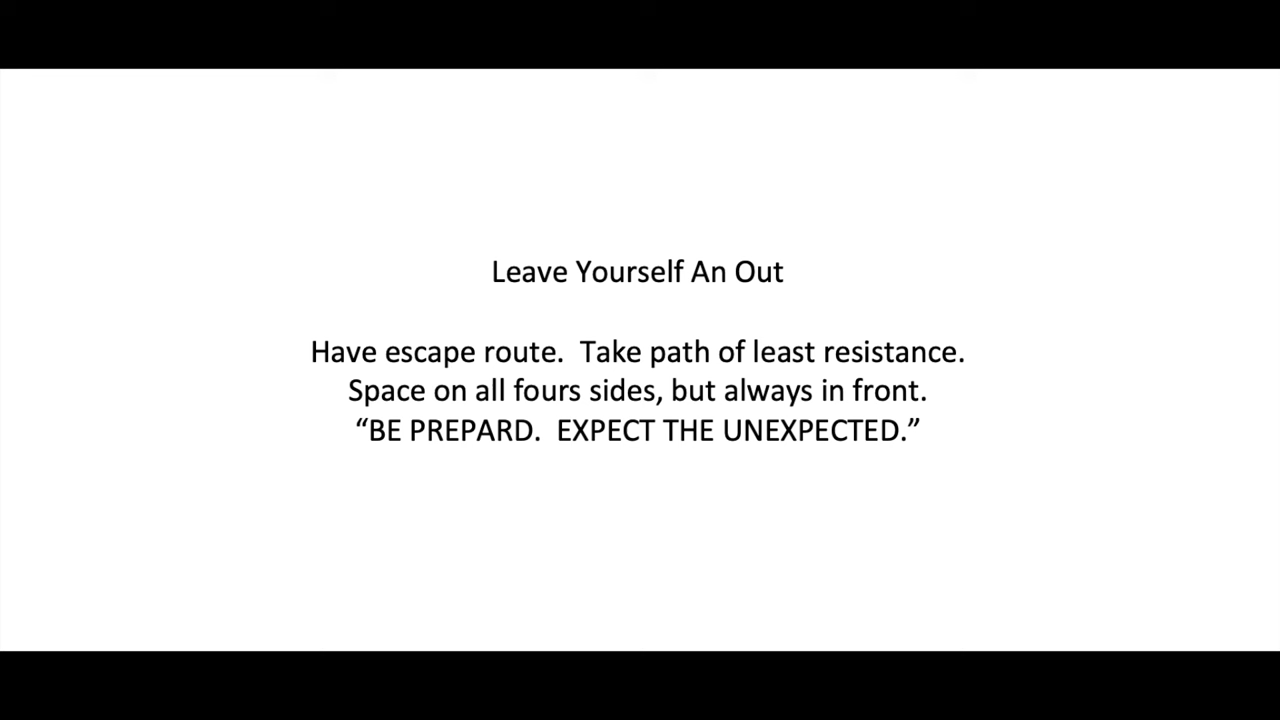 Leave Yourself An Out
Have escape route.  Take path of least resistance.
Space on all fours sides, but always in front.
“BE PREPARD.  EXPECT THE UNEXPECTED.”